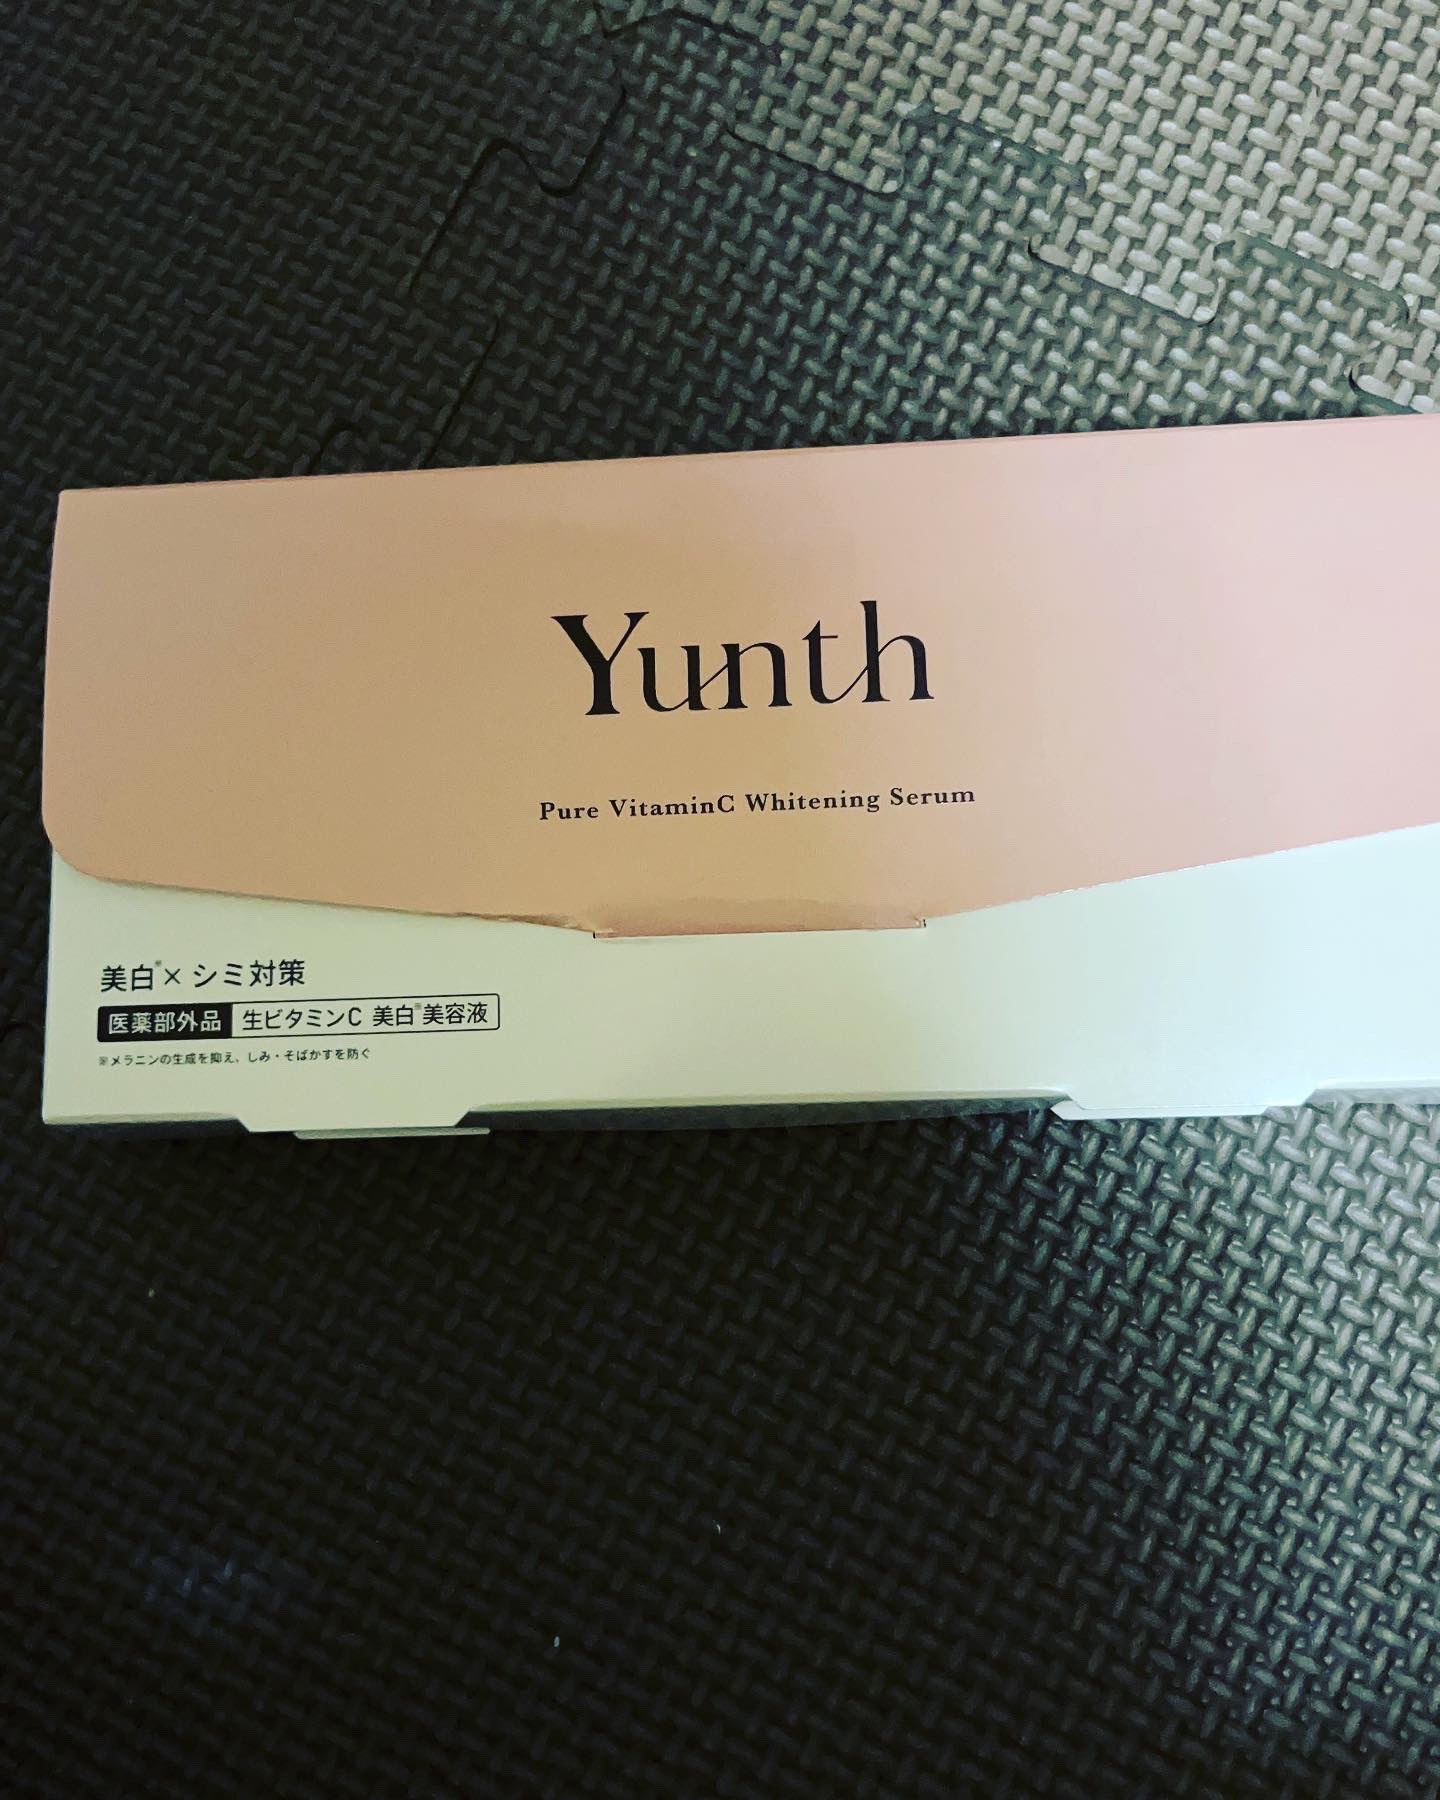 Yunth
Pure VitaminC Whitening Serum
美白※× シミ対策
医薬部外品 生ビタミンC 美白※美容液
※メラニンの生成を抑え、しみ・そばかすを防ぐ